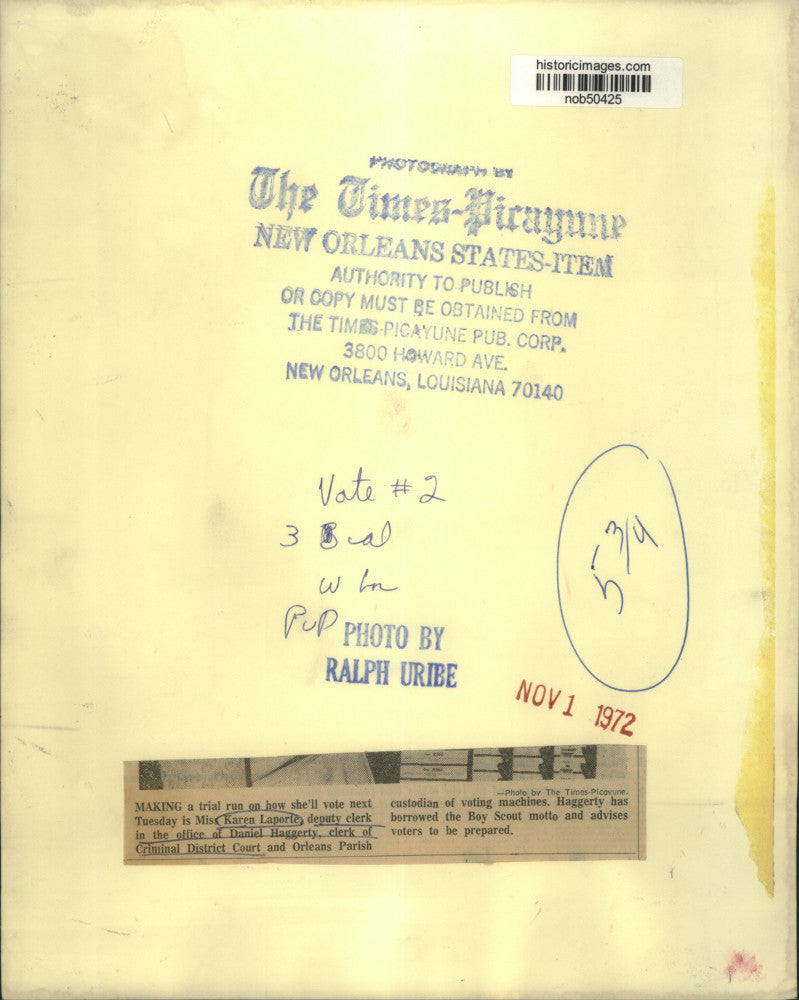 historicimages.com
nob50425
PHOTOGRAPH BY
The Times-Picayune
NEW ORLEANS STATES-ITEM
AUTHORITY TO PUBLISH
OR COPY MUST BE OBTAINED FROM
THE TIMES-PICAYUNE PUB. CORP.
3800 HOWARD AVE.
NEW ORLEANS, LOUISIANA 70140
Vote #2
3
5 3/4
PHOTO BY
RALPH URIBE
NOV 1 1972
—Photo by The Times-Picayune.
MAKING a trial run on how she'll vote next
Tuesday is Miss Karen Laporte, deputy clerk
in the office of Daniel Haggerty, clerk of
Criminal District Court and Orleans Parish
custodian of voting machines. Haggerty has
borrowed the Boy Scout motto and advises
voters to be prepared.